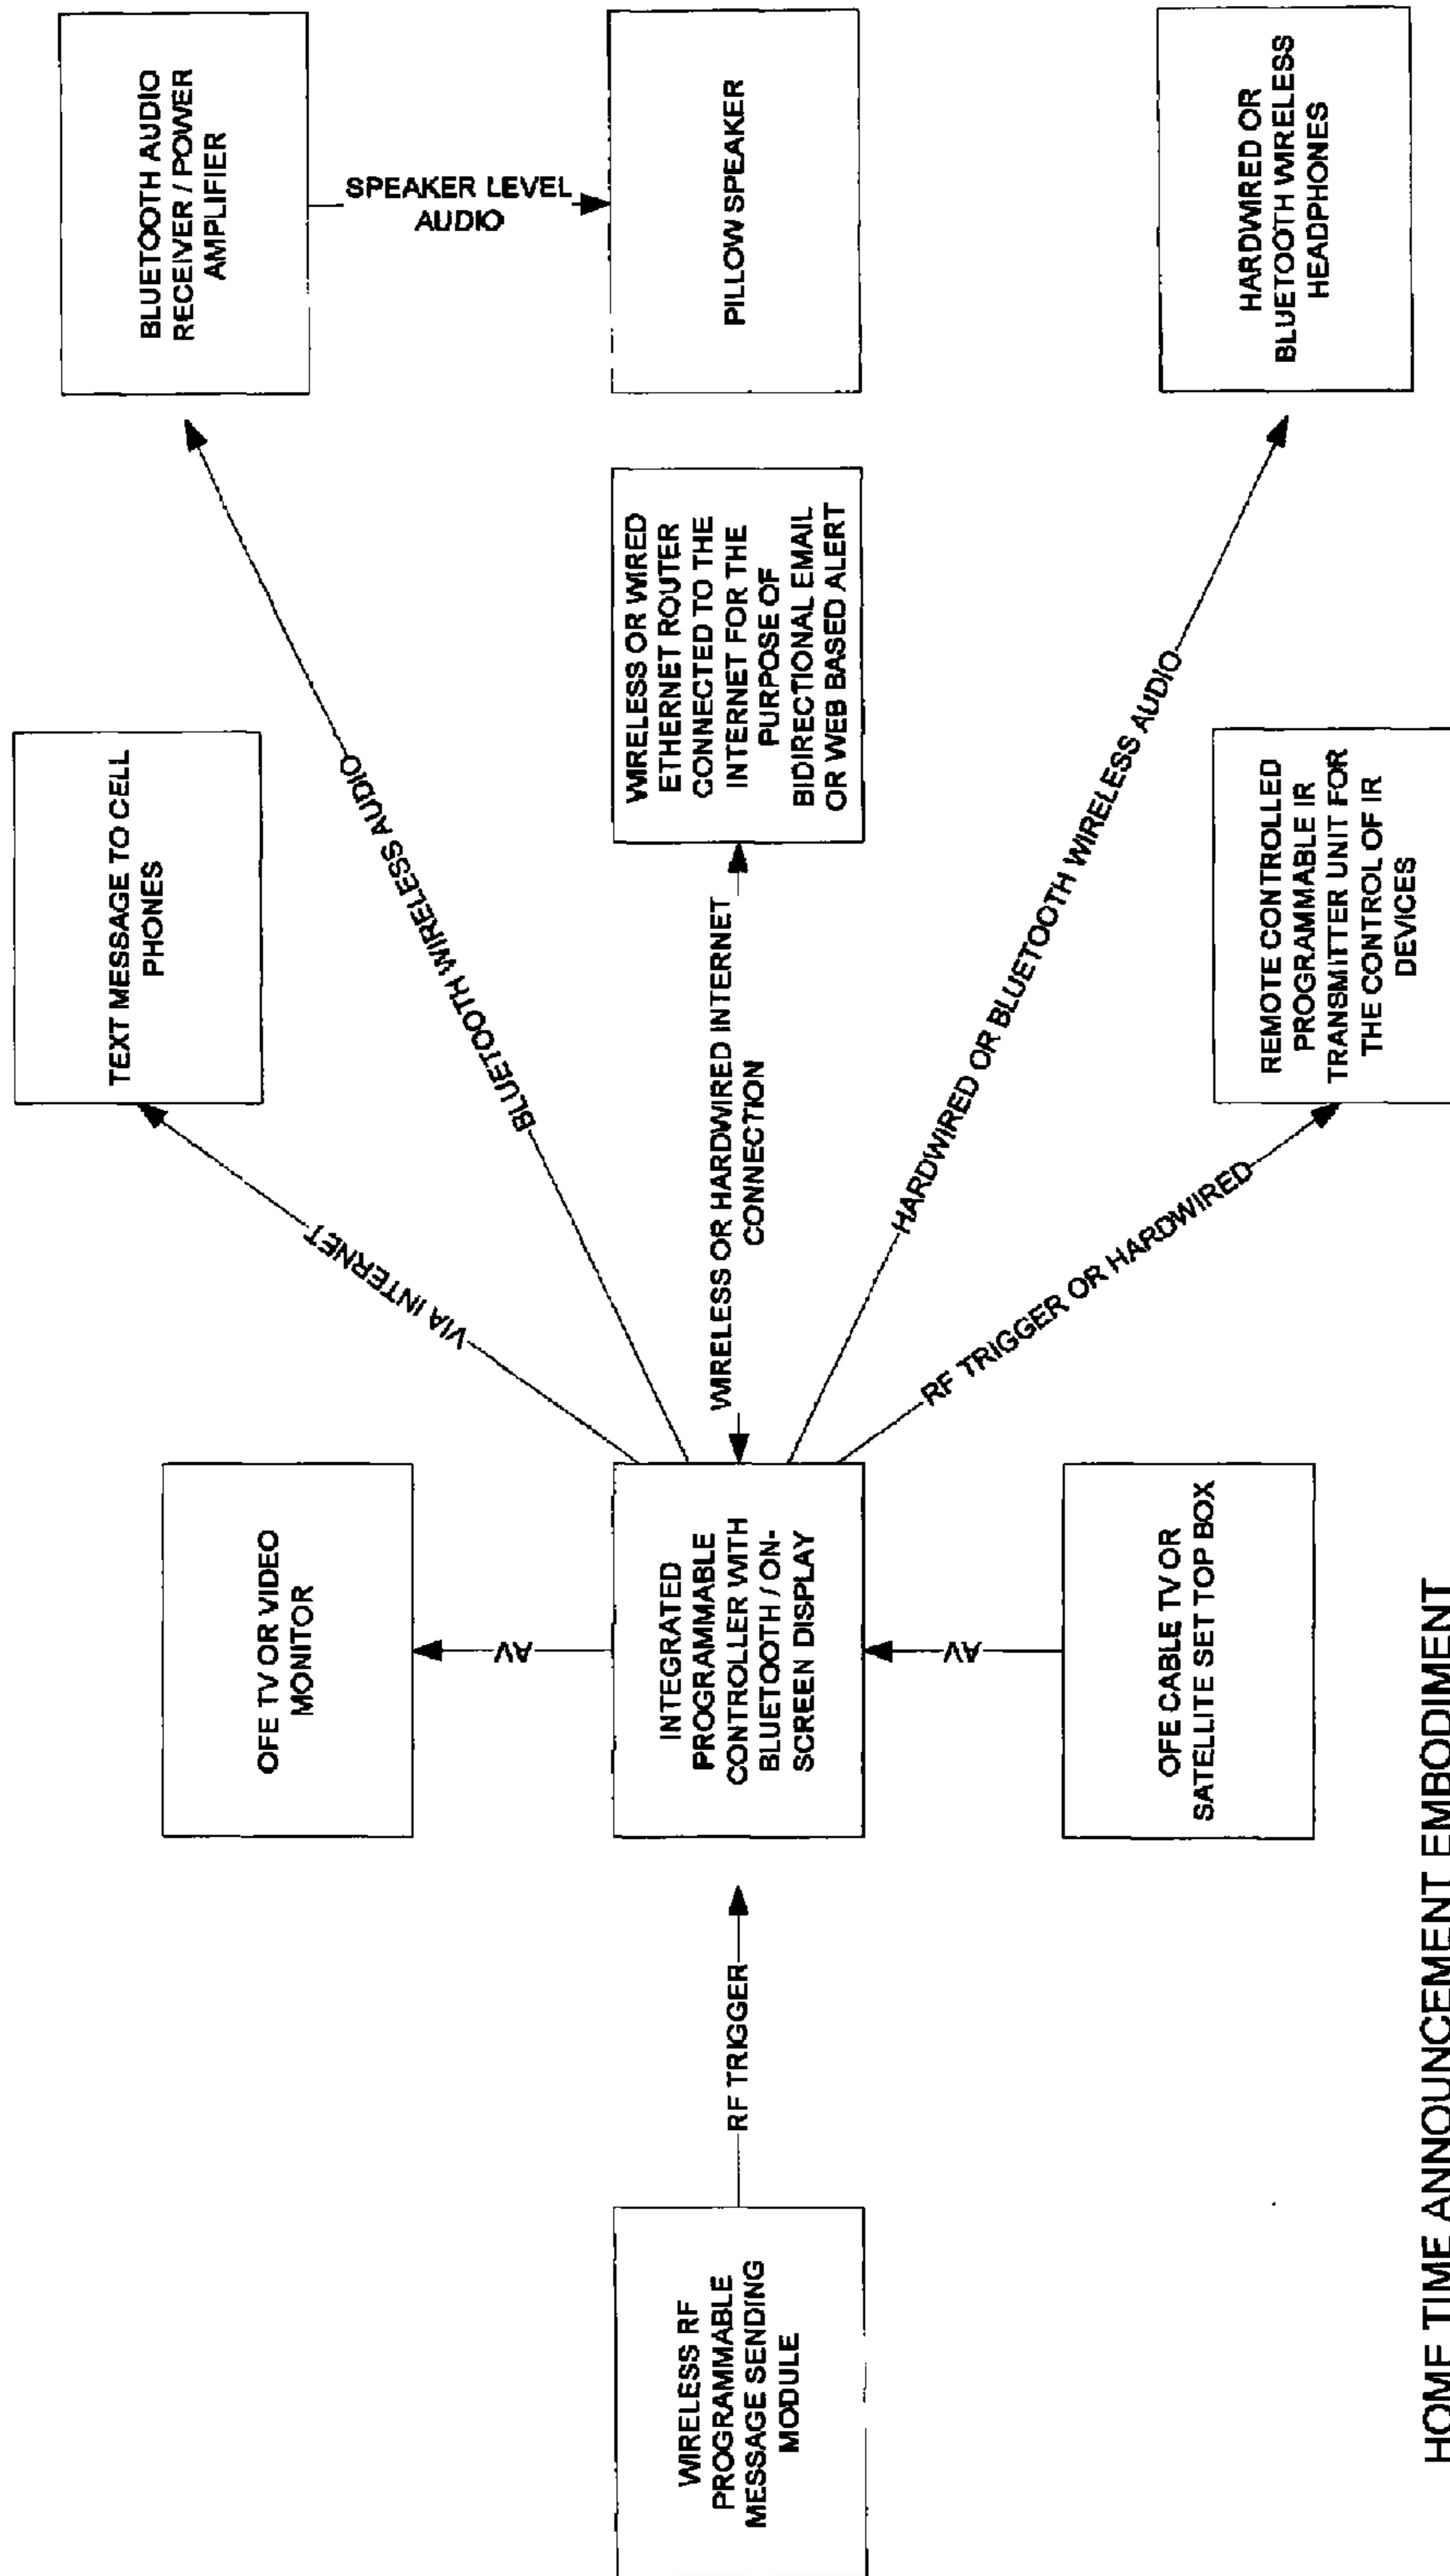 TEXT MESSAGE TO CELL
PHONES
BLUETOOTH AUDIO
RECEIVER / POWER
AMPLIFIER
OFE TV OR VIDEO
MONITOR
VIA INTERNET
BLUETOOTH WIRELESS AUDIO
SPEAKER LEVEL
AUDIO
AV
WIRELESS RF
PROGRAMMABLE
MESSAGE SENDING
MODULE
RF TRIGGER
INTEGRATED
PROGRAMMABLE
CONTROLLER WITH
BLUETOOTH / ON-
SCREEN DISPLAY
WIRELESS OR HARDWIRED INTERNET
CONNECTION
WIRELESS OR WIRED
ETHERNET ROUTER
CONNECTED TO THE
INTERNET FOR THE
PURPOSE OF
BIDIRECTIONAL EMAIL
OR WEB BASED ALERT
PILLOW SPEAKER
AV
HARDWIRED OR BLUETOOTH WIRELESS AUDIO
RF TRIGGER OR HARDWIRED
OFE CABLE TV OR
SATELLITE SET TOP BOX
REMOTE CONTROLLED
PROGRAMMABLE IR
TRANSMITTER UNIT FOR
THE CONTROL OF IR
DEVICES
HARDWIRED OR
BLUETOOTH WIRELESS
HEADPHONES
HOME TIME ANNOUNCEMENT EMBODIMENT